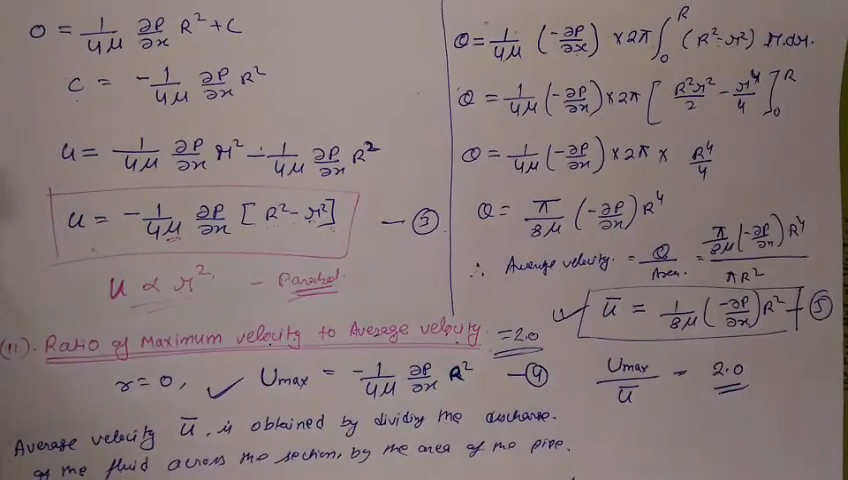 0 = 1/4μ ∂P/∂x R² + C
C = -1/4μ ∂P/∂x R²
u = 1/4μ ∂P/∂x r² - 1/4μ ∂P/∂x R²
u = -1/4μ ∂P/∂x [R² - r²] — ③
u ∝ r² - Parabol
(11). Ratio of Maximum velocity to Average velocity. = 2.0
r = 0, ✓ Umax = -1/4μ ∂P/∂x R² — ④
Average velocity ū, is obtained by dividing the discharge.
of the fluid across the section, by the area of the pipe.
Q = 1/4μ (-∂P/∂x) × 2π ∫₀ᴿ (R² - r²) r.dr.
Q = 1/4μ (-∂P/∂x) × 2π [R²r²/2 - r⁴/4]₀ᴿ
Q = 1/4μ (-∂P/∂x) × 2π × R⁴/4
Q = π/8μ (-∂P/∂x) R⁴
∴ Average velocity. = Q/Area. = π/8μ (-∂P/∂x) R⁴ / πR²
✓ ū = 1/8μ (-∂P/∂x) R² — ⑤
Umax/ū = 2.0